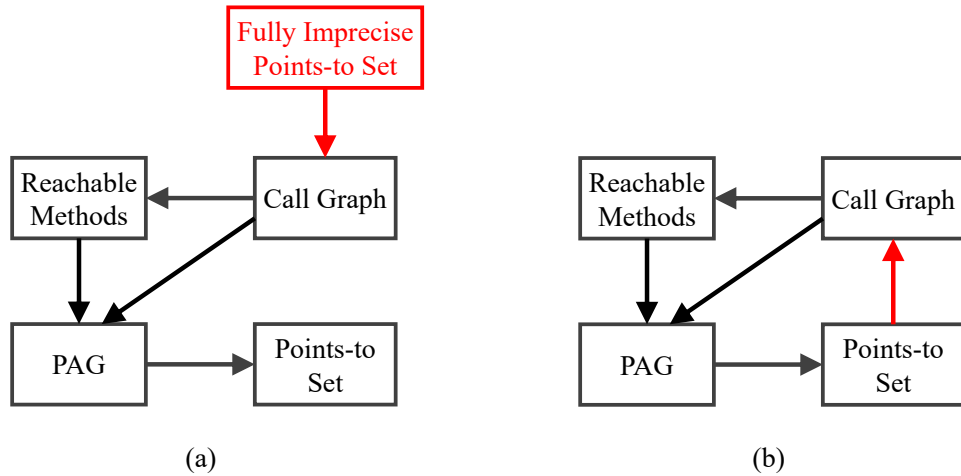 Fully Imprecise
Points-to Set
Reachable
Methods
Call Graph
PAG
Points-to
Set
(a)
Reachable
Methods
Call Graph
PAG
Points-to
Set
(b)